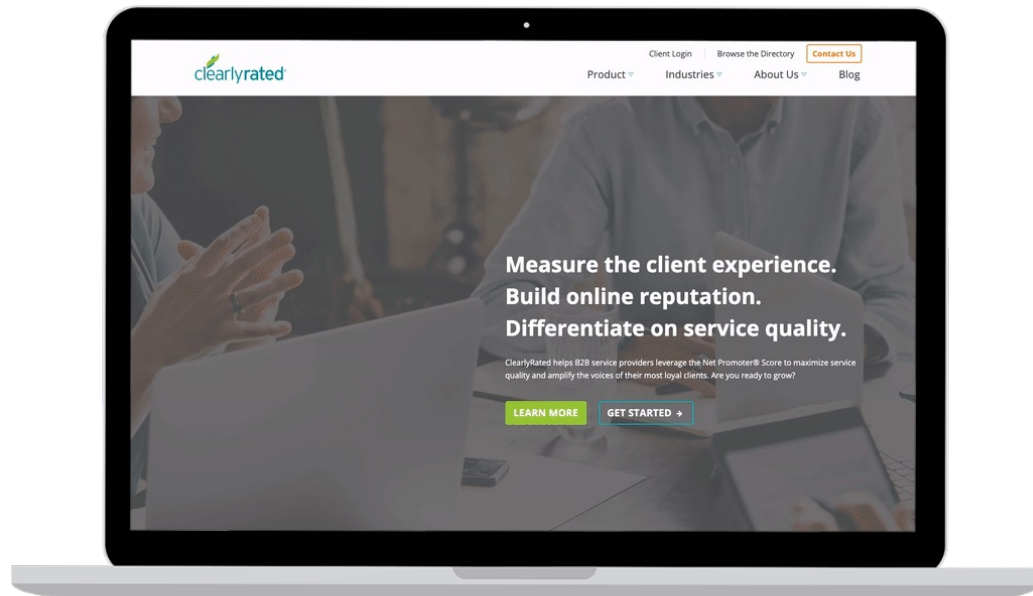 Client Login
Browse the Directory
Contact Us
clearlyrated
Product
Industries
About Us
Blog
Measure the client experience.
Build online reputation.
Differentiate on service quality.
ClearlyRated helps B2B service providers leverage the Net Promoter® Score to maximize service
quality and amplify the voices of their most loyal clients. Are you ready to grow?
LEARN MORE
GET STARTED →